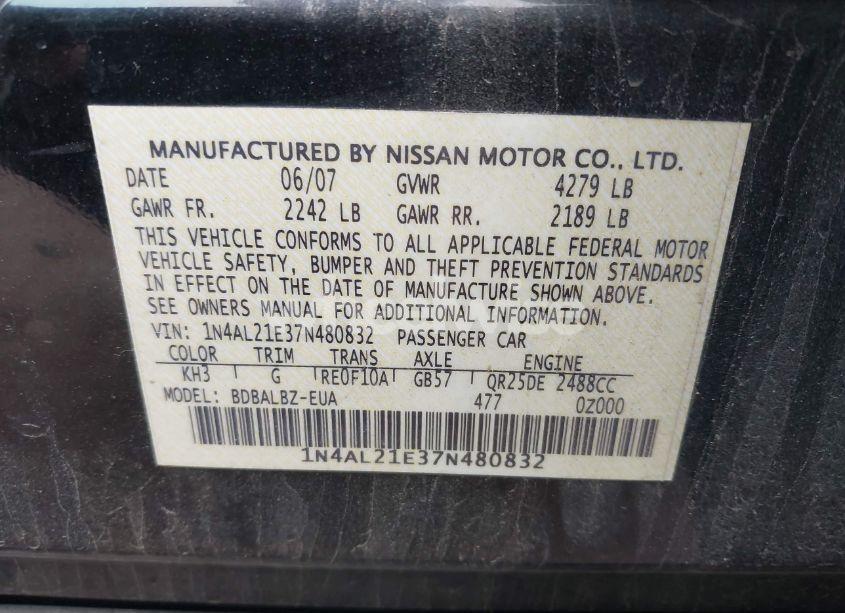 MANUFACTURED BY NISSAN MOTOR CO., LTD.
DATE 06/07 GVWR 4279 LB
GAWR FR. 2242 LB GAWR RR. 2189 LB
THIS VEHICLE CONFORMS TO ALL APPLICABLE FEDERAL MOTOR
VEHICLE SAFETY, BUMPER AND THEFT PREVENTION STANDARDS
IN EFFECT ON THE DATE OF MANUFACTURE SHOWN ABOVE.
SEE OWNERS MANUAL FOR ADDITIONAL INFORMATION.
VIN: 1N4AL21E37N480832 PASSENGER CAR
COLOR TRIM TRANS AXLE ENGINE
KH3 G RE0F10A GB57 QR25DE 2488CC
MODEL: BDBALBZ-EUA 477 0Z000
1N4AL21E37N480832